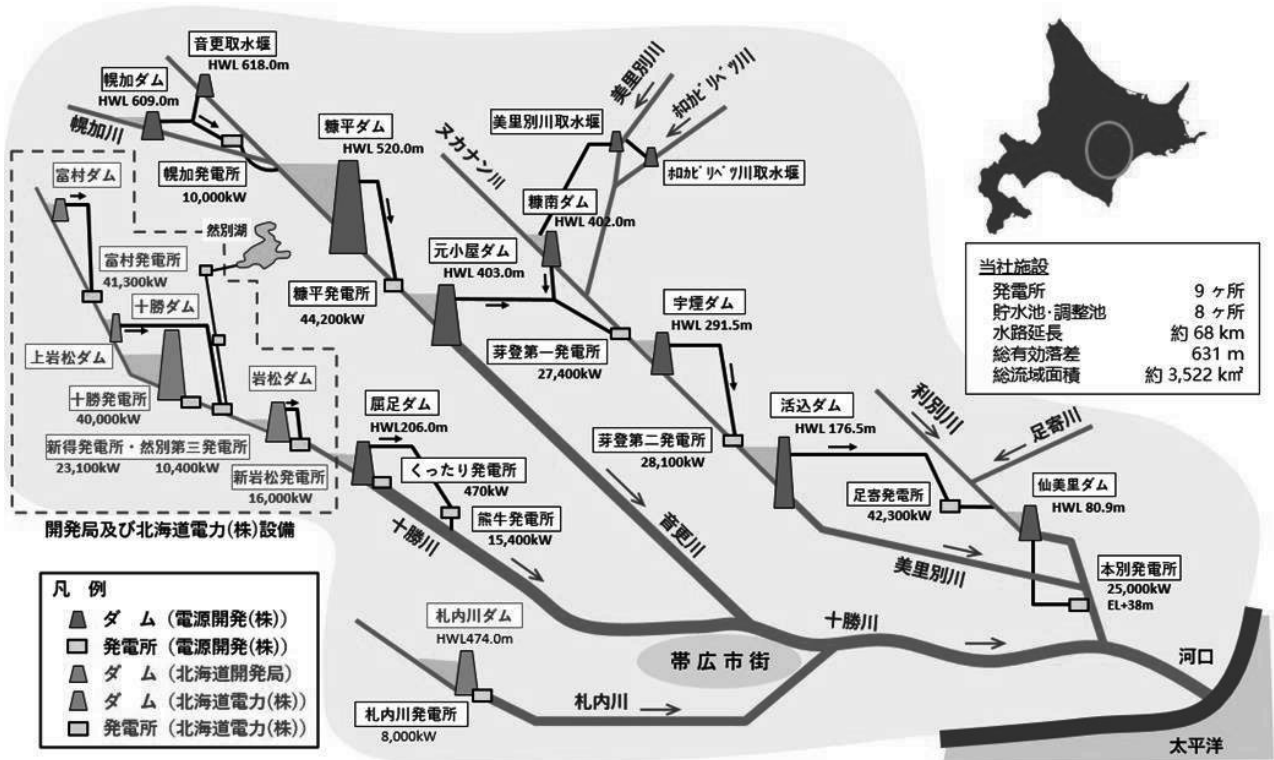 音更取水堰
HWL 618.0m
幌加ダム
HWL 609.0m
幌加川
幌加発電所
10,000kW
糠平ダム
HWL 520.0m
糠平発電所
44,200kW
ヌカナン川
美里別川
ホロカピリベツ川
美里別川取水堰
ホロカピリベツ川取水堰
糠南ダム
HWL 402.0m
元小屋ダム
HWL 403.0m
芽登第一発電所
27,400kW
宇煙ダム
HWL 291.5m
芽登第二発電所
28,100kW
活込ダム
HWL 176.5m
足寄発電所
42,300kW
利別川
足寄川
仙美里ダム
HWL 80.9m
本別発電所
25,000kW
EL+38m
美里別川
富村ダム
富村発電所
41,300kW
然別湖
十勝ダム
上岩松ダム
十勝発電所
40,000kW
岩松ダム
新得発電所・然別第三発電所
23,100kW 10,400kW
新岩松発電所
16,000kW
開発局及び北海道電力(株)設備
屈足ダム
HWL206.0m
くったり発電所
470kW
熊牛発電所
15,400kW
十勝川
音更川
札内川ダム
HWL474.0m
札内川発電所
8,000kW
札内川
帯広市街
十勝川
河口
太平洋
当社施設
発電所 9 ヶ所
貯水池・調整池 8 ヶ所
水路延長 約 68 km
総有効落差 631 m
総流域面積 約 3,522 km²
凡 例
ダ ム (電源開発(株))
発電所 (電源開発(株))
ダ ム (北海道開発局)
ダ ム (北海道電力(株))
発電所 (北海道電力(株))